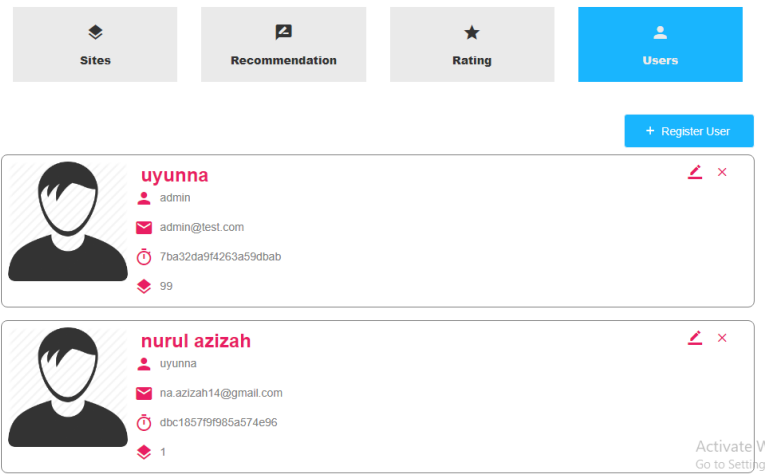 Sites
Recommendation
Rating
Users
+ Register User
uyunna
admin
admin@test.com
7ba32da9f4263a59dbab
99
nurul azizah
uyunna
na.azizah14@gmail.com
dbc1857f9f985a574e96
1
Activate W
Go to Setting